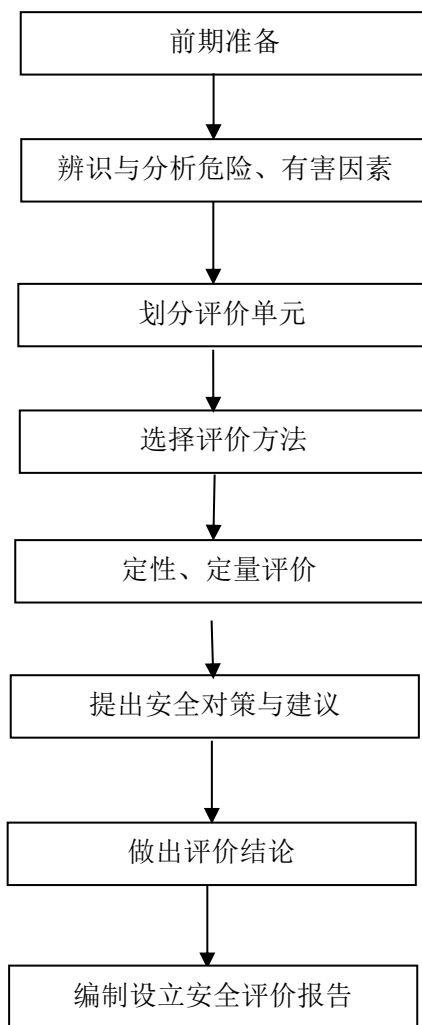 前期准备
辨识与分析危险、有害因素
划分评价单元
选择评价方法
定性、定量评价
提出安全对策与建议
做出评价结论
编制设立安全评价报告